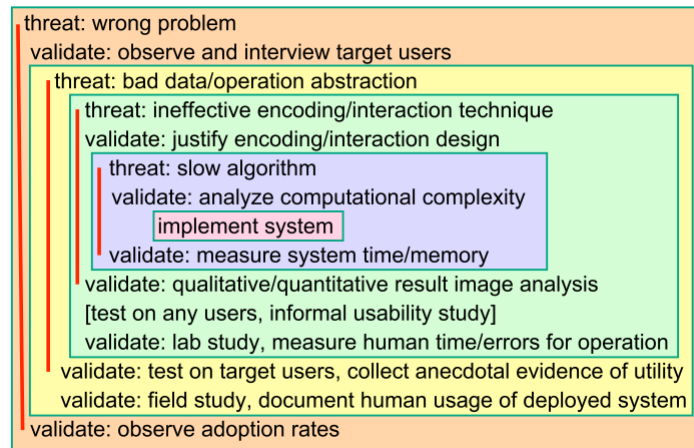 threat: wrong problem
validate: observe and interview target users
threat: bad data/operation abstraction
threat: ineffective encoding/interaction technique
validate: justify encoding/interaction design
threat: slow algorithm
validate: analyze computational complexity
implement system
validate: measure system time/memory
validate: qualitative/quantitative result image analysis
[test on any users, informal usability study]
validate: lab study, measure human time/errors for operation
validate: test on target users, collect anecdotal evidence of utility
validate: field study, document human usage of deployed system
validate: observe adoption rates